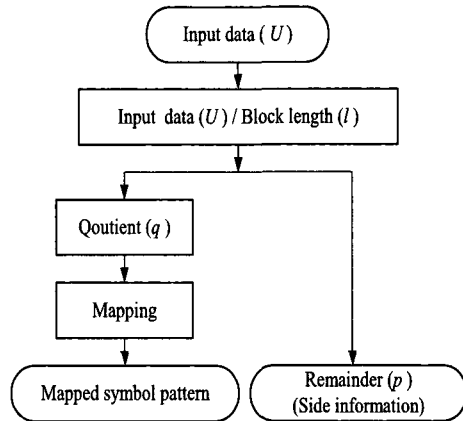 Input data ( U )
Input data (U) / Block length (l)
Qoutient (q )
Mapping
Mapped symbol pattern
Remainder (p )
(Side information)